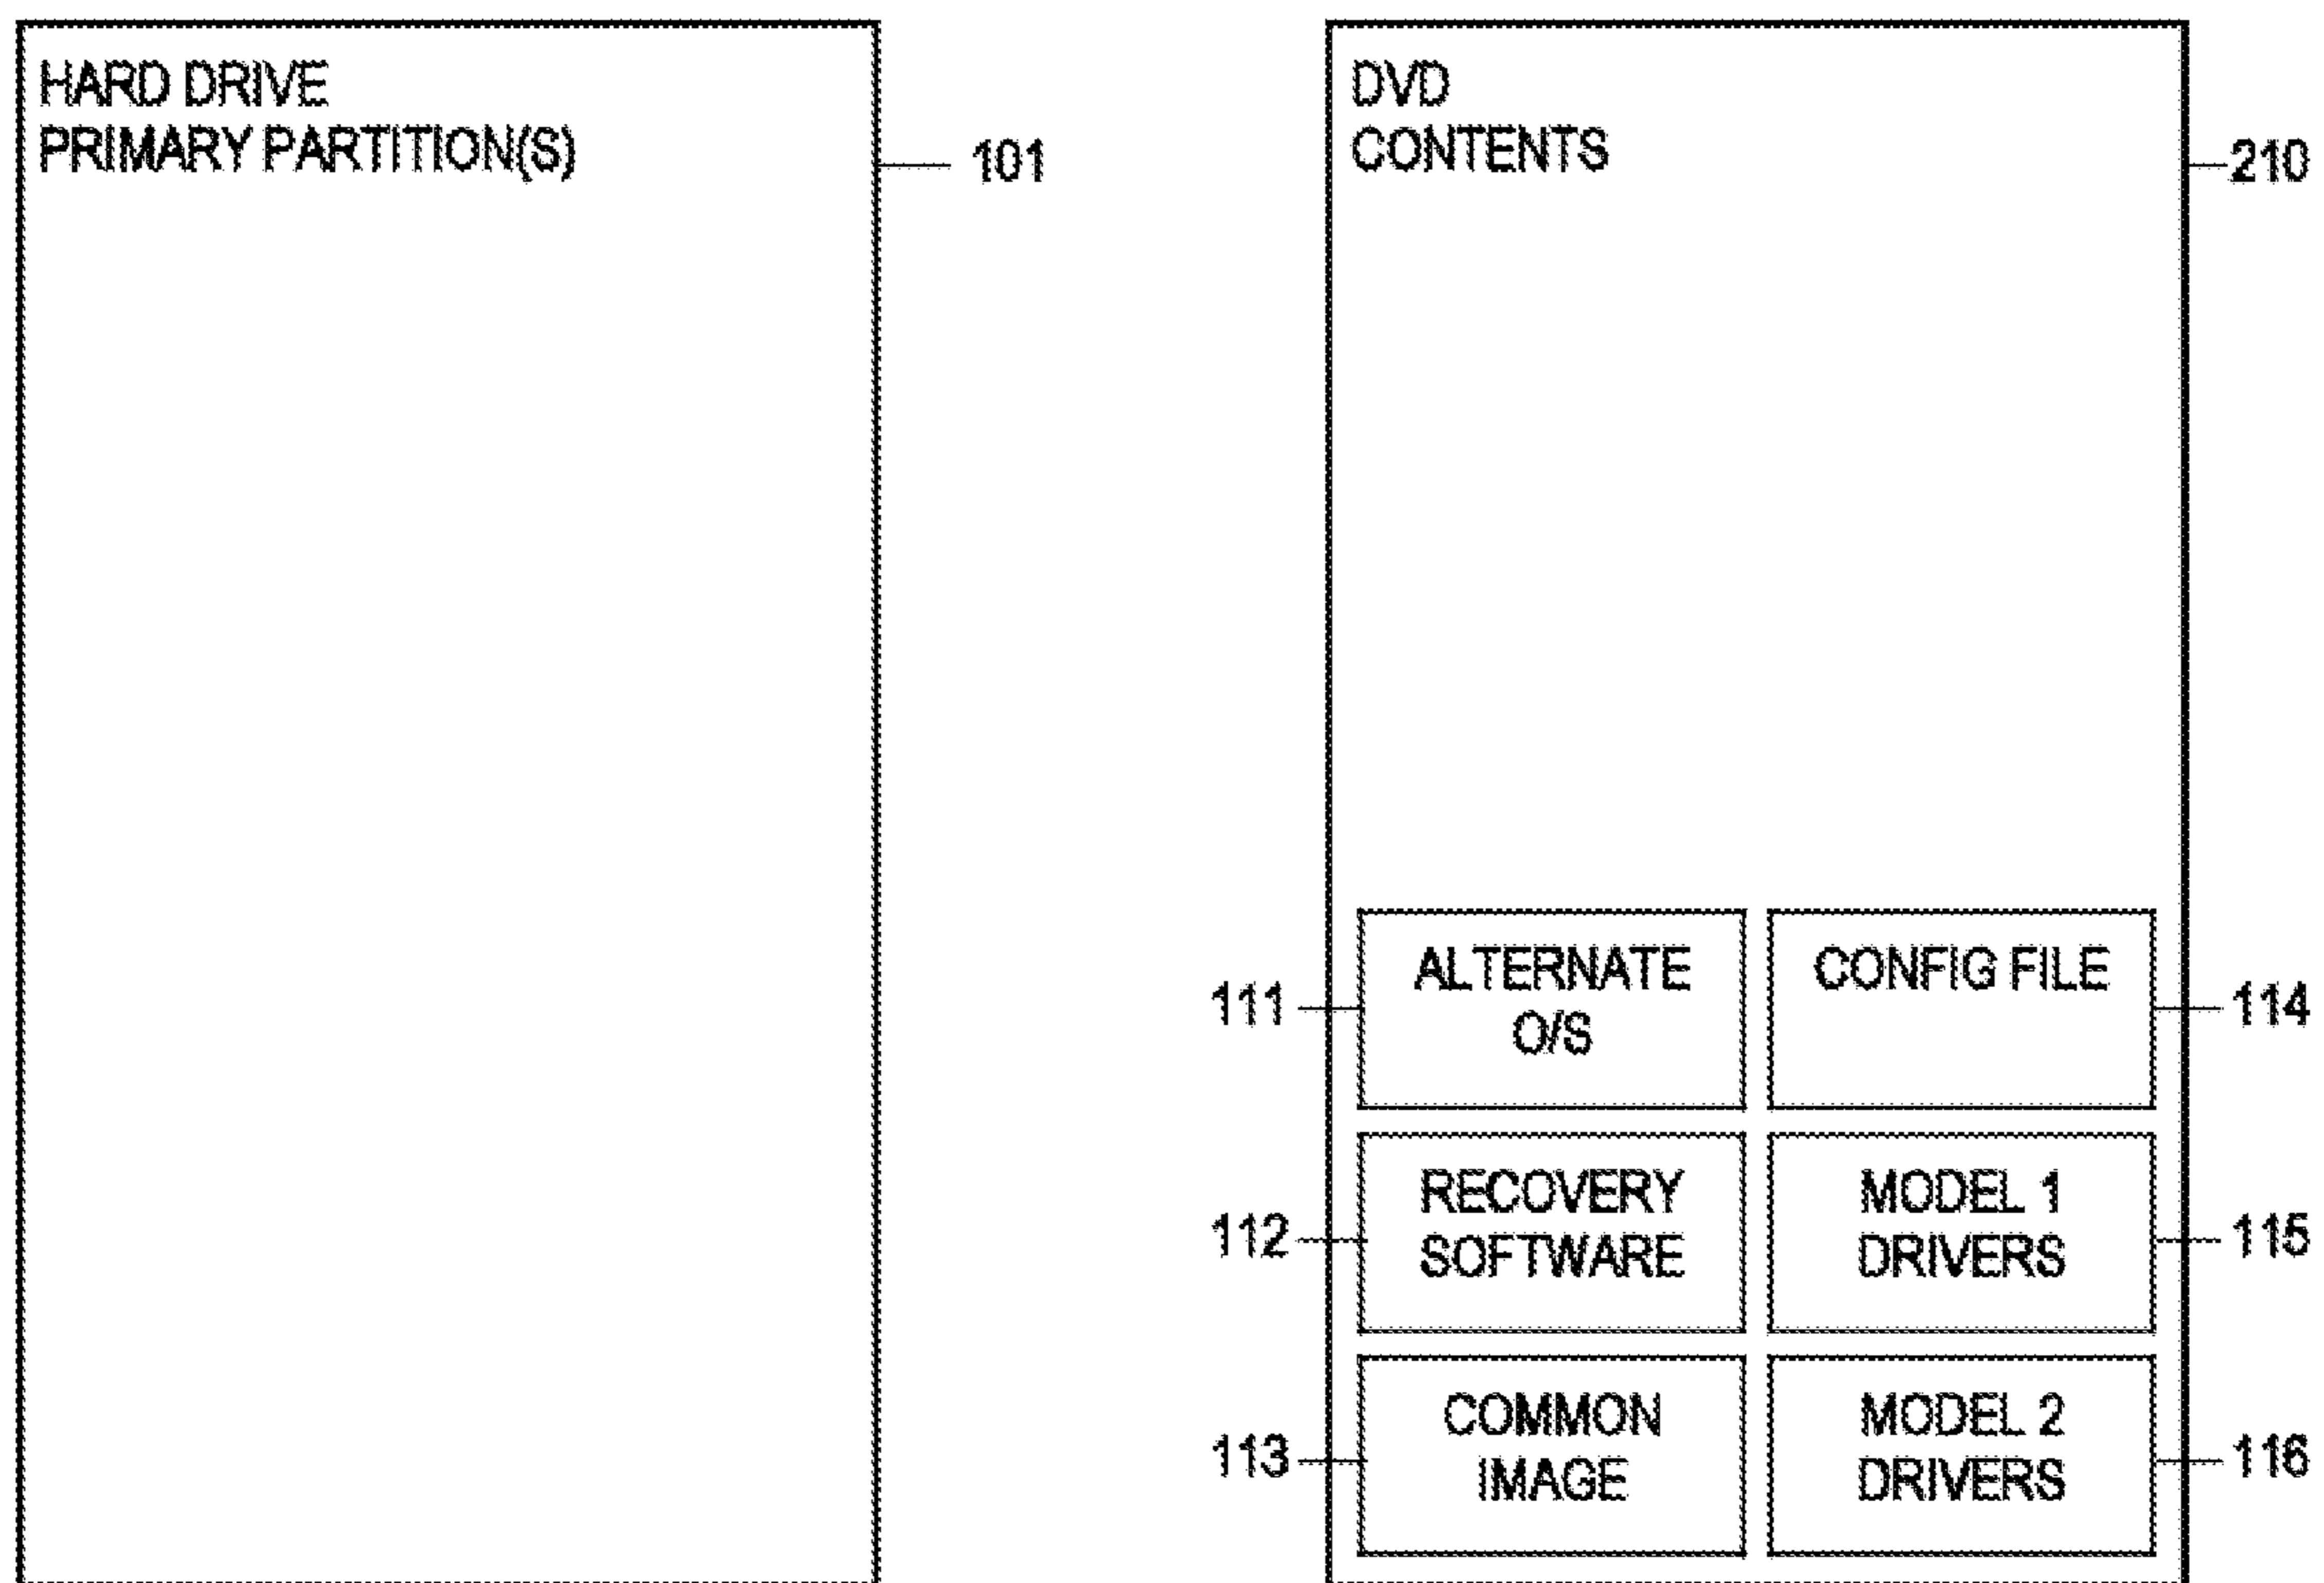 HARD DRIVE
PRIMARY PARTITION(S)
101
DVD
CONTENTS
210
111
ALTERNATE
O/S
CONFIG FILE
114
112
RECOVERY
SOFTWARE
MODEL 1
DRIVERS
115
113
COMMON
IMAGE
MODEL 2
DRIVERS
116